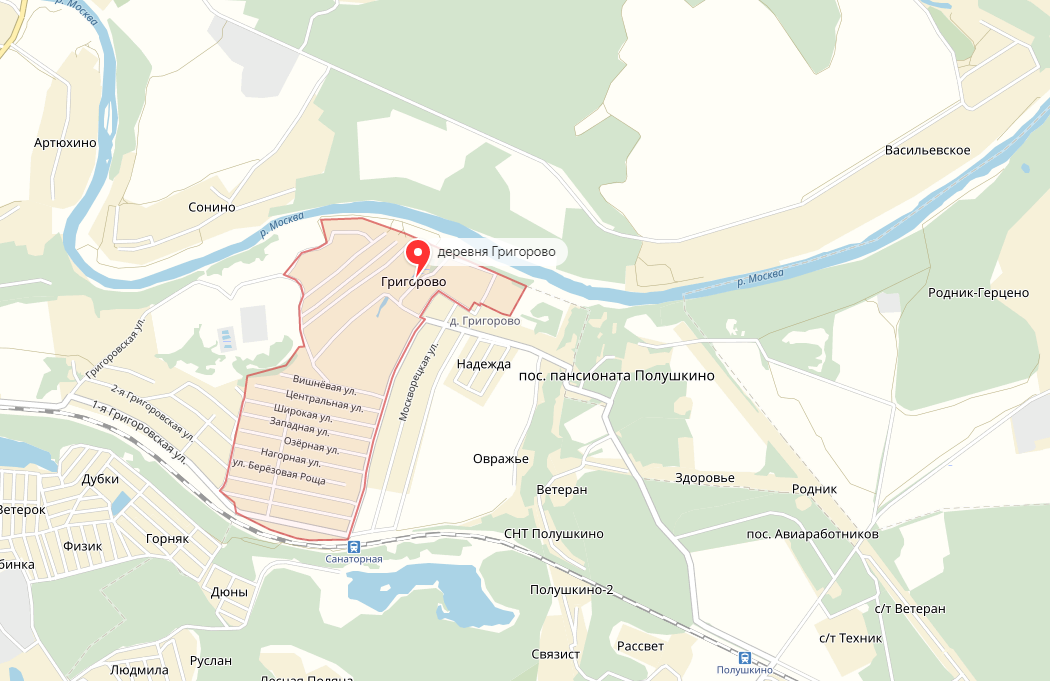 р. Москва
Артюхино
Васильевское
Сонино
р. Москва
деревня Григорово
р. Москва
Григорово
Родник-Герцено
д. Григорово
Григоровская ул.
Москворецкая ул.
Надежда
пос. пансионата Полушкино
Вишнёвая ул.
2-я Григоровская ул.
Центральная ул.
1-я Григоровская ул.
Широкая ул.
Западная ул.
Озёрная ул.
Нагорная ул.
ул. Берёзовая Роща
Овражье
Дубки
Здоровье
Ветеран
Родник
Ветерок
СНТ Полушкино
пос. Авиаработников
Горняк
Физик
Санаторная
бинка
Дюны
Полушкино-2
с/т Ветеран
с/т Техник
Рассвет
Связист
Руслан
Людмила
Полушкино
Лесная Поляна